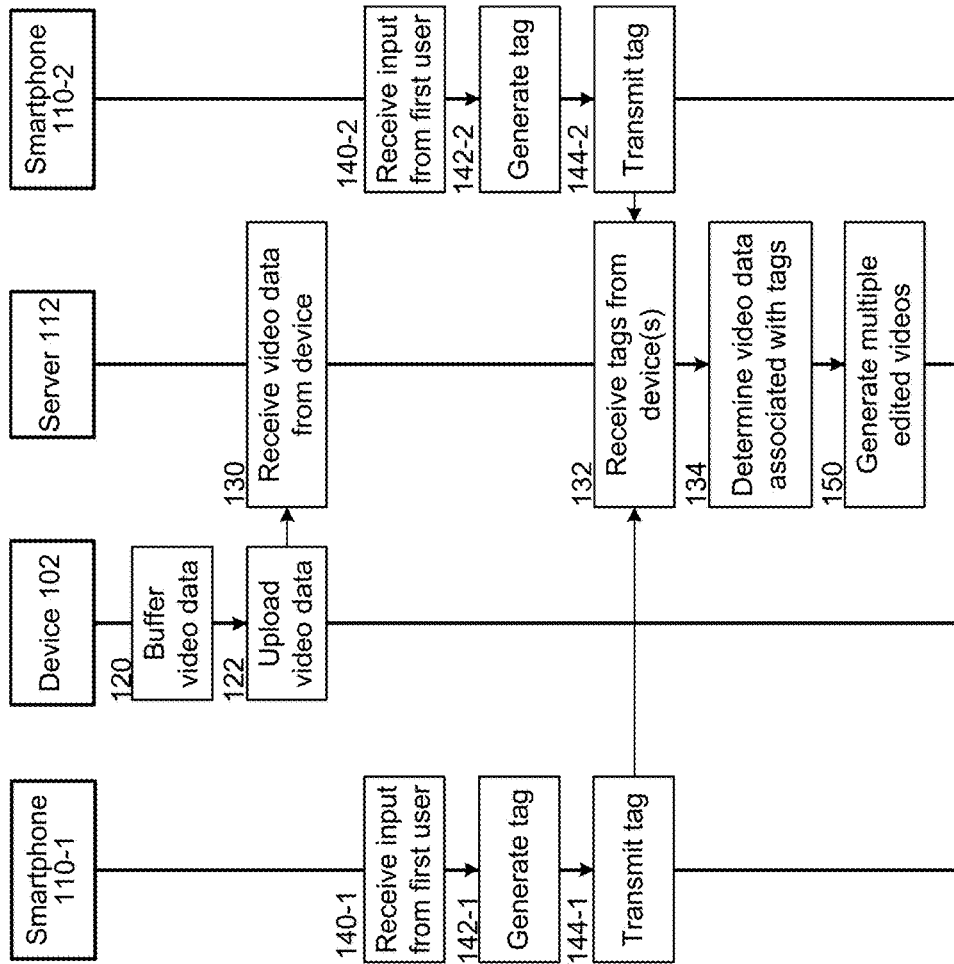 Smartphone
110-1
Device 102
Server 112
Smartphone
110-2
120
Buffer
video data
122
Upload
video data
130
Receive video data
from device
140-1
Receive input
from first user
142-1
Generate tag
144-1
Transmit tag
140-2
Receive input
from first user
142-2
Generate tag
144-2
Transmit tag
132
Receive tags from
device(s)
134
Determine video data
associated with tags
150
Generate multiple
edited videos